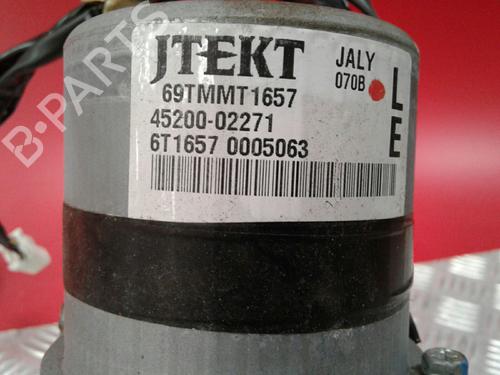 B-PARTS
JTEKT
JALY
070B
L
E
69TMMT1657
45200-02271
6T1657 0005063